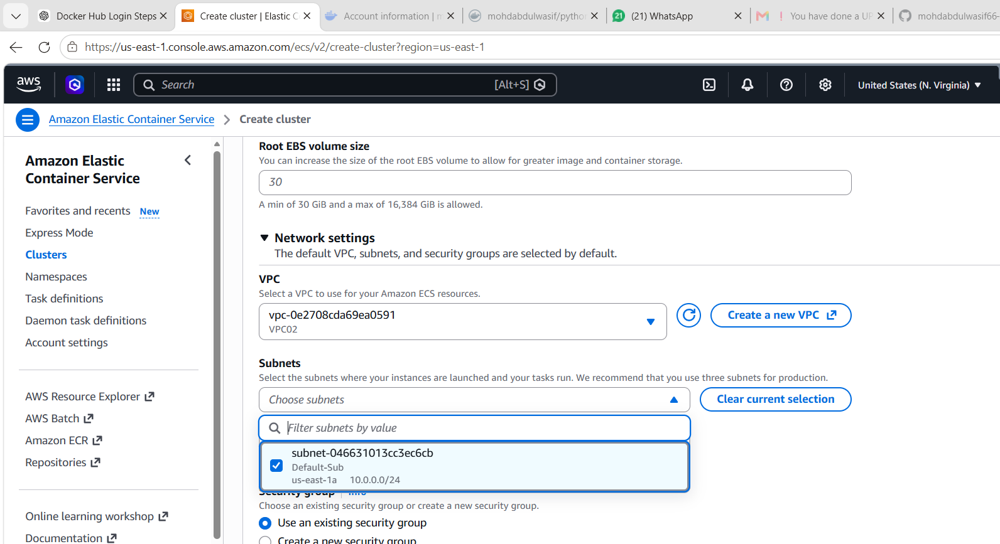 Docker Hub Login Steps
Create cluster | Elastic C
Account information | m
mohdabdulwasif/pytho
21
(21) WhatsApp
You have done a UP
mohdabdulwasif66-
https://us-east-1.console.aws.amazon.com/ecs/v2/create-cluster?region=us-east-1
aws
Search
[Alt+S]
United States (N. Virginia)
Amazon Elastic Container Service
Create cluster
Amazon Elastic
Container Service
Favorites and recents New
Express Mode
Clusters
Namespaces
Task definitions
Daemon task definitions
Account settings
AWS Resource Explorer
AWS Batch
Amazon ECR
Repositories
Online learning workshop
Documentation
Root EBS volume size
You can increase the size of the root EBS volume to allow for greater image and container storage.
30
A min of 30 GiB and a max of 16,384 GiB is allowed.
Network settings
The default VPC, subnets, and security groups are selected by default.
VPC
Select a VPC to use for your Amazon ECS resources.
vpc-0e2708cda69ea0591
VPC02
Create a new VPC
Subnets
Select the subnets where your instances are launched and your tasks run. We recommend that you use three subnets for production.
Choose subnets
Clear current selection
Filter subnets by value
subnet-046631013cc3ec6cb
Default-Sub
us-east-1a 10.0.0.0/24
Security group Info
Choose an existing security group or create a new security group.
Use an existing security group
Create a new security group